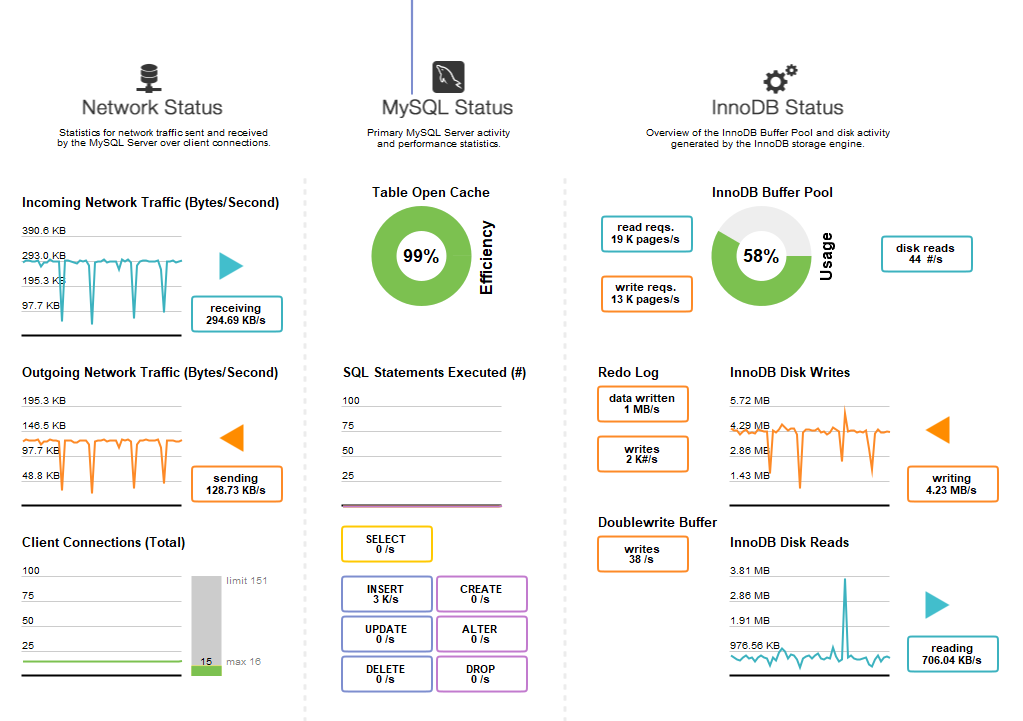 Network Status
Statistics for network traffic sent and received
by the MySQL Server over client connections.
Incoming Network Traffic (Bytes/Second)
390.6 KB
293.0 KB
195.3 KB
97.7 KB
receiving
294.69 KB/s
Outgoing Network Traffic (Bytes/Second)
195.3 KB
146.5 KB
97.7 KB
48.8 KB
sending
128.73 KB/s
Client Connections (Total)
100
75
50
25
limit 151
15
max 16
MySQL Status
Primary MySQL Server activity
and performance statistics.
Table Open Cache
99%
Efficiency
SQL Statements Executed (#)
100
75
50
25
SELECT
0 /s
INSERT
3 K/s
CREATE
0 /s
UPDATE
0 /s
ALTER
0 /s
DELETE
0 /s
DROP
0 /s
InnoDB Status
Overview of the InnoDB Buffer Pool and disk activity
generated by the InnoDB storage engine.
InnoDB Buffer Pool
read reqs.
19 K pages/s
write reqs.
13 K pages/s
58%
Usage
disk reads
44 #/s
Redo Log
data written
1 MB/s
writes
2 K#/s
InnoDB Disk Writes
5.72 MB
4.29 MB
2.86 MB
1.43 MB
writing
4.23 MB/s
Doublewrite Buffer
writes
38 /s
InnoDB Disk Reads
3.81 MB
2.86 MB
1.91 MB
976.56 KB
reading
706.04 KB/s